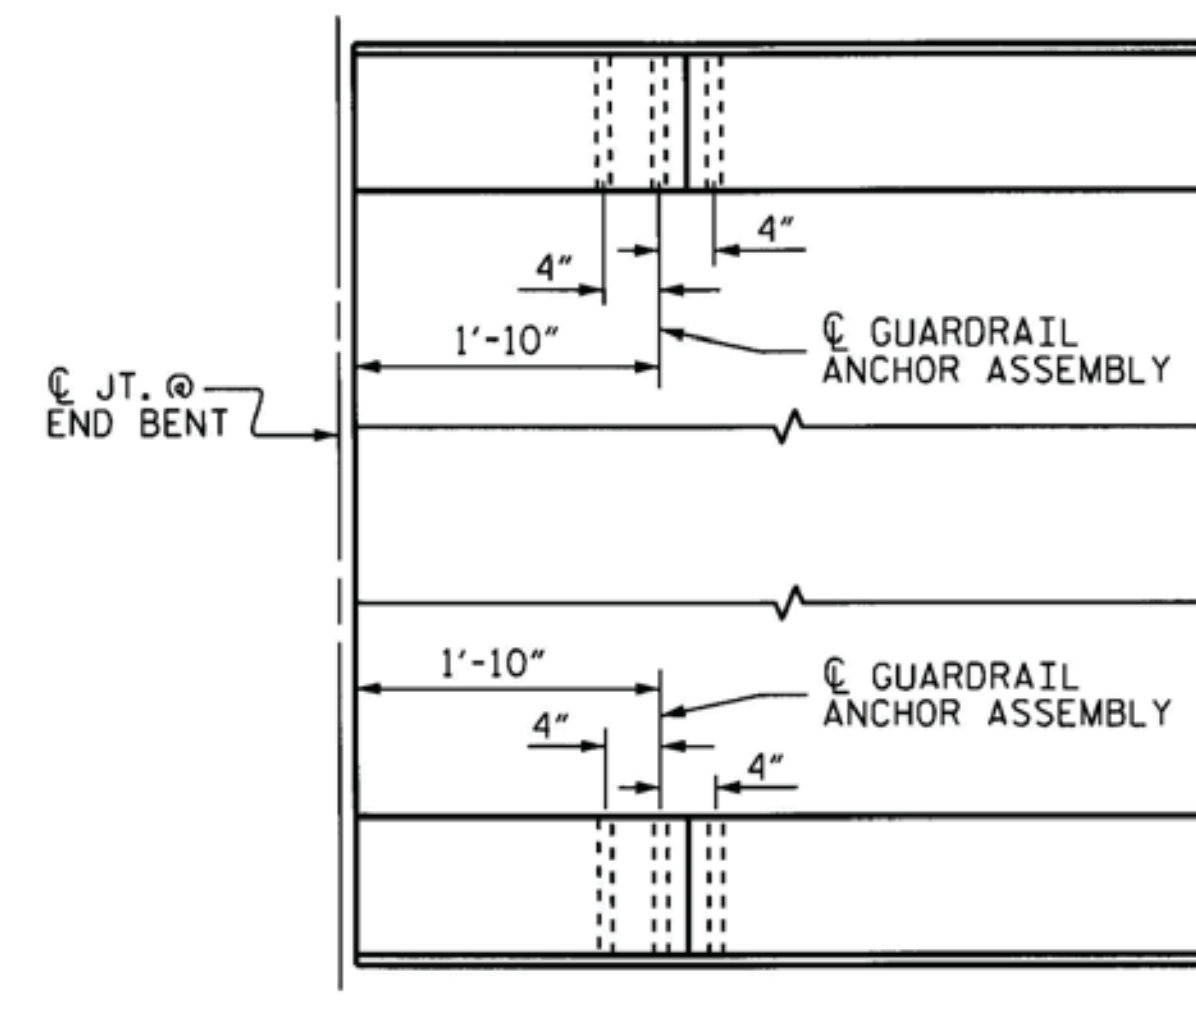 4"
4"
1'-10"
℄ GUARDRAIL
ANCHOR ASSEMBLY
℄ JT. @
END BENT
1'-10"
℄ GUARDRAIL
ANCHOR ASSEMBLY
4"
4"